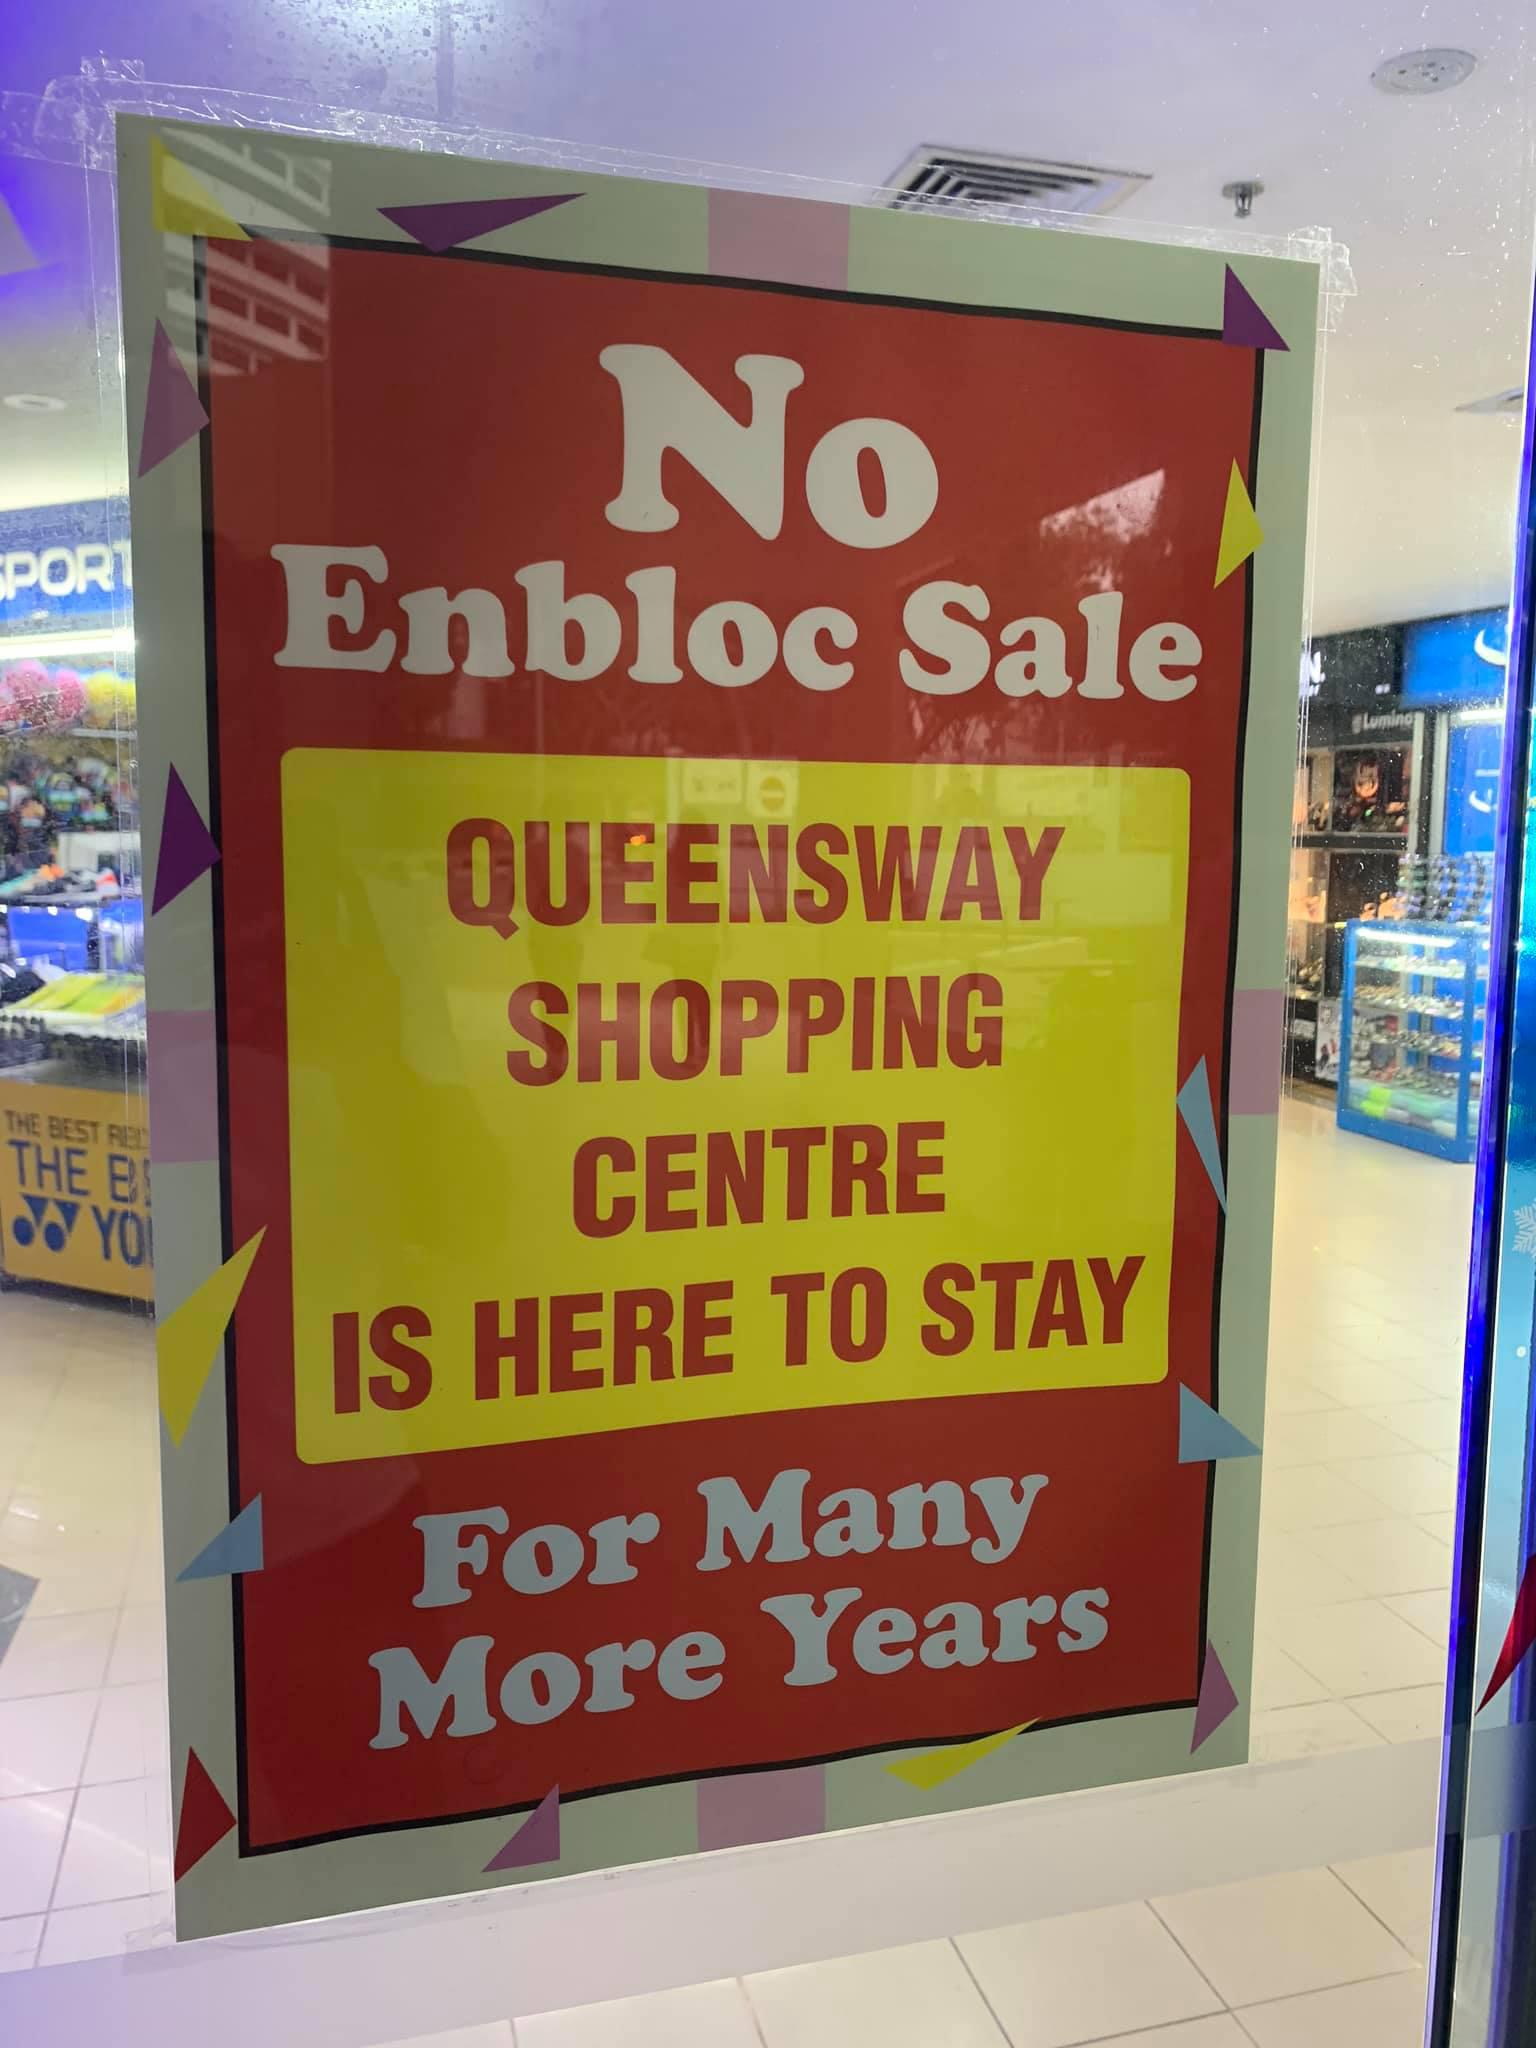 No
Enbloc Sale
QUEENSWAY
SHOPPING
CENTRE
IS HERE TO STAY
For Many
More Years
SPORT
THE BEST
THE
YO
Lumino